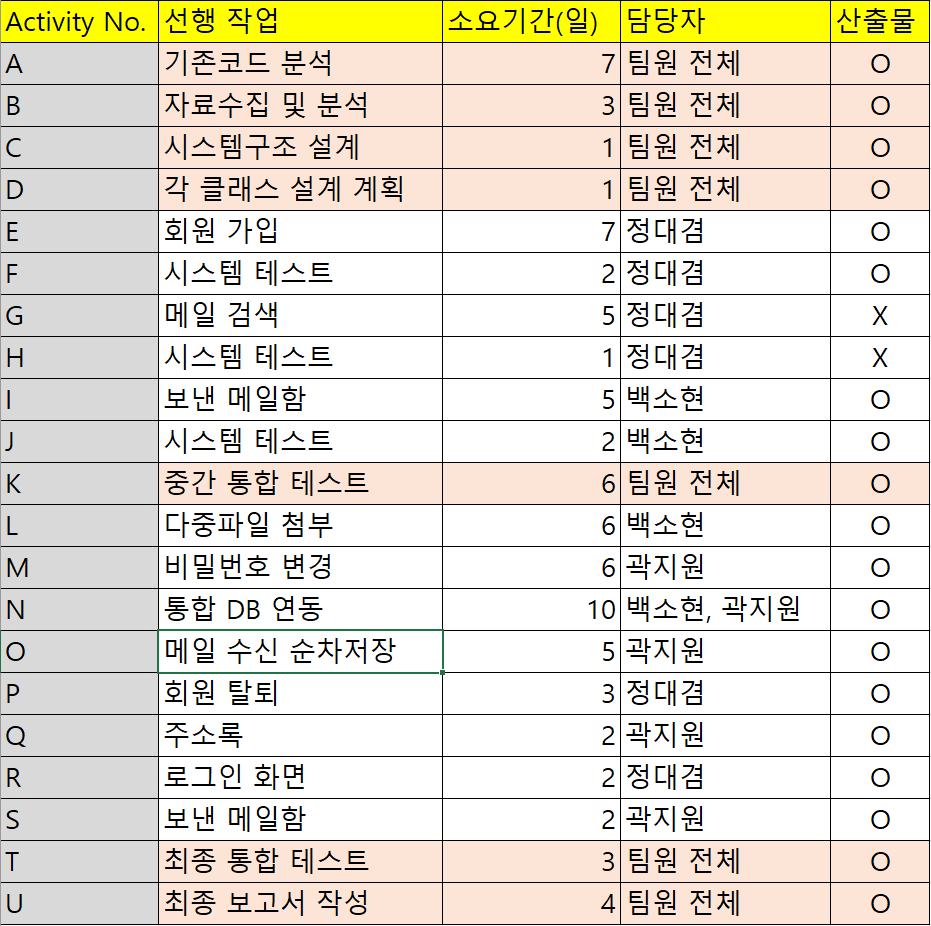 Activity No. 선행 작업 소요기간(일) 담당자 산출물
A 기존코드 분석 7 팀원 전체 O
B 자료수집 및 분석 3 팀원 전체 O
C 시스템구조 설계 1 팀원 전체 O
D 각 클래스 설계 계획 1 팀원 전체 O
E 회원 가입 7 정대겸 O
F 시스템 테스트 2 정대겸 O
G 메일 검색 5 정대겸 X
H 시스템 테스트 1 정대겸 X
I 보낸 메일함 5 백소현 O
J 시스템 테스트 2 백소현 O
K 중간 통합 테스트 6 팀원 전체 O
L 다중파일 첨부 6 백소현 O
M 비밀번호 변경 6 곽지원 O
N 통합 DB 연동 10 백소현, 곽지원 O
O 메일 수신 순차저장 5 곽지원 O
P 회원 탈퇴 3 정대겸 O
Q 주소록 2 곽지원 O
R 로그인 화면 2 정대겸 O
S 보낸 메일함 2 곽지원 O
T 최종 통합 테스트 3 팀원 전체 O
U 최종 보고서 작성 4 팀원 전체 O